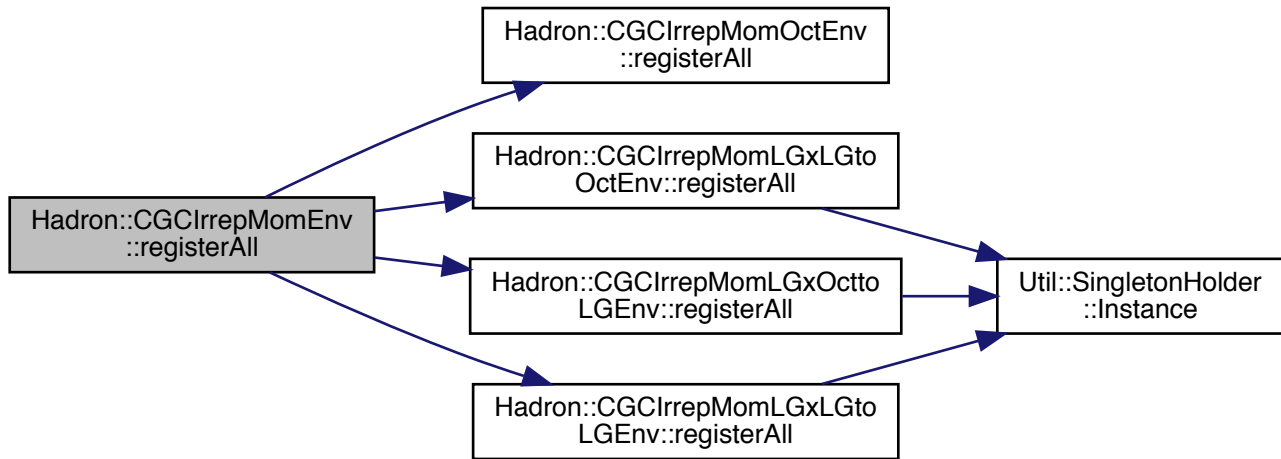 Hadron::CGCIrrepMomOctEnv
::registerAll
Hadron::CGCIrrepMomLGxLGto
OctEnv::registerAll
Hadron::CGCIrrepMomEnv
::registerAll
Hadron::CGCIrrepMomLGxOctto
LGEnv::registerAll
Util::SingletonHolder
::Instance
Hadron::CGCIrrepMomLGxLGto
LGEnv::registerAll